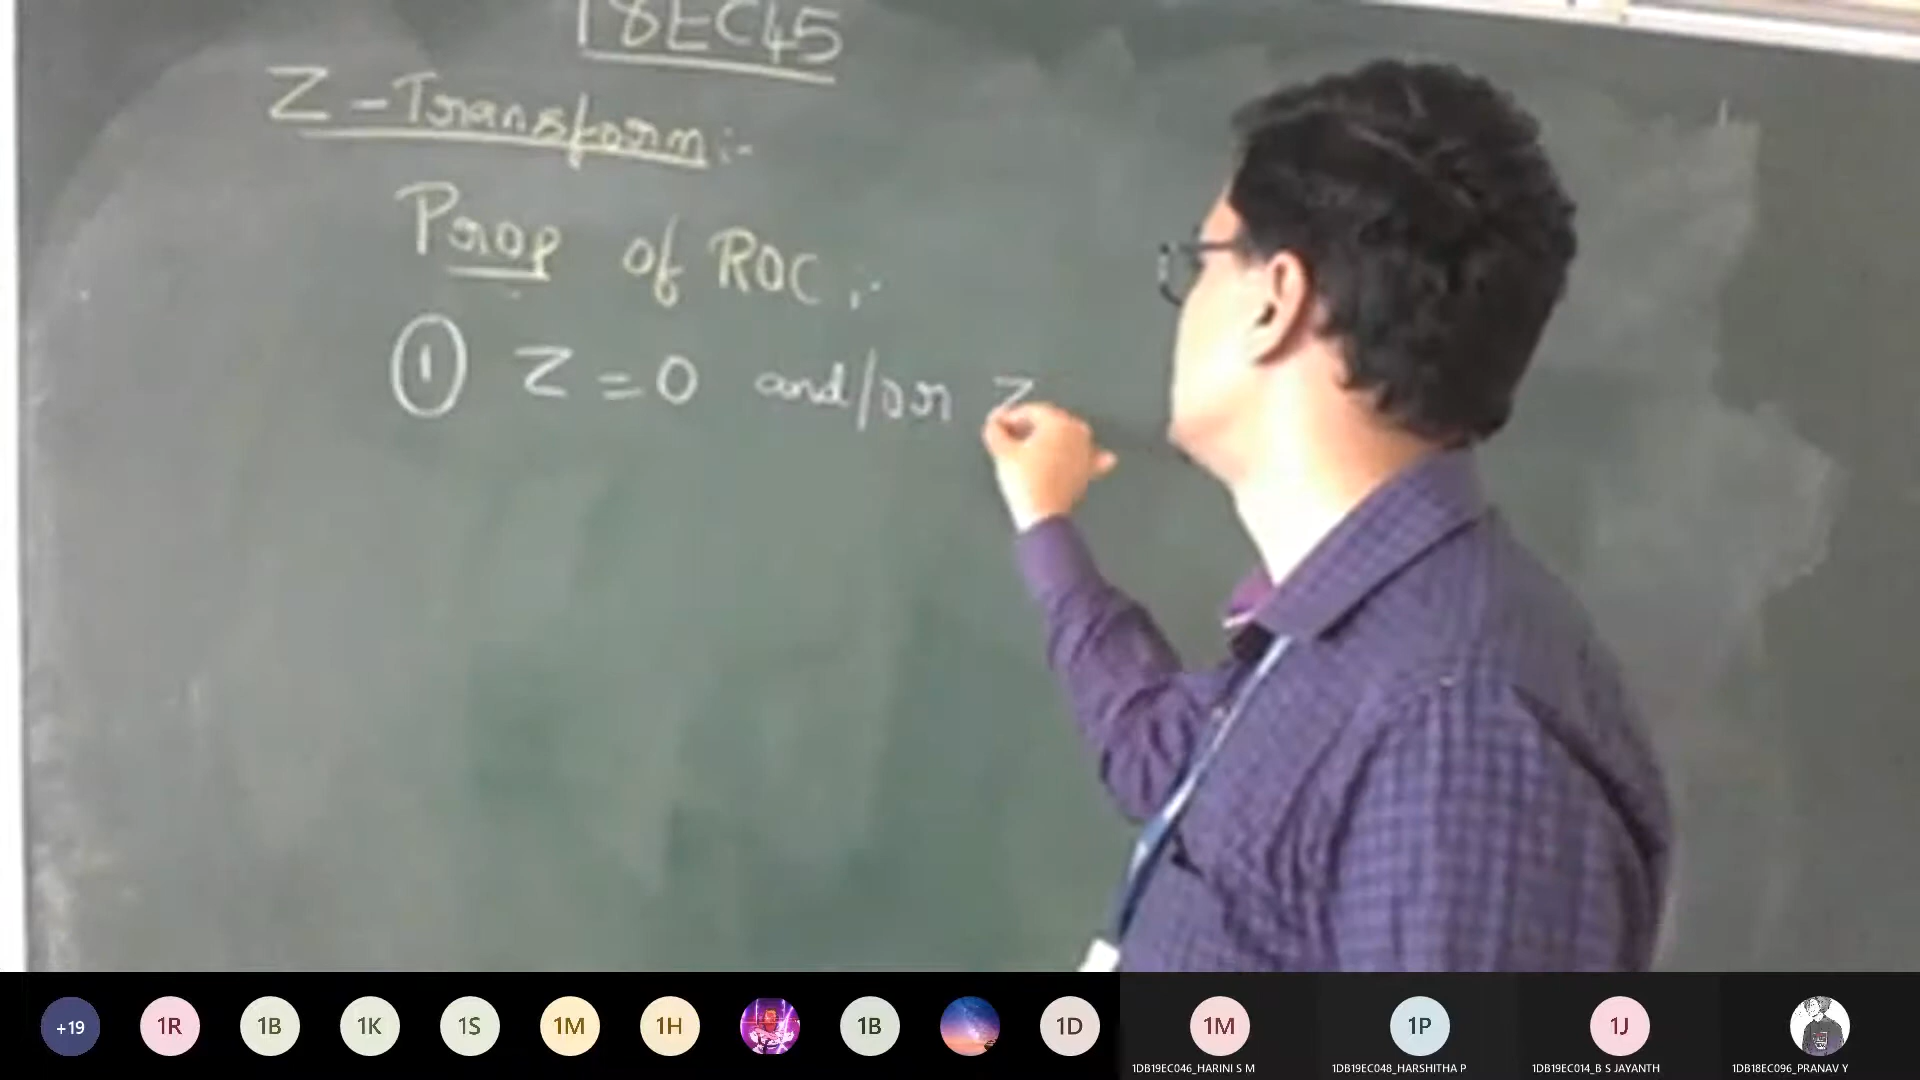 18EC45
Z-Transform:-
Prop of ROC:-
① Z = 0 and/or Z
+19 1R 1B 1K 1S 1M 1H 1B 1D 1M 1P 1J
1DB19EC046_HARINI S M 1DB19EC048_HARSHITHA P 1DB19EC014_B S JAYANTH 1DB18EC096_PRANAV Y